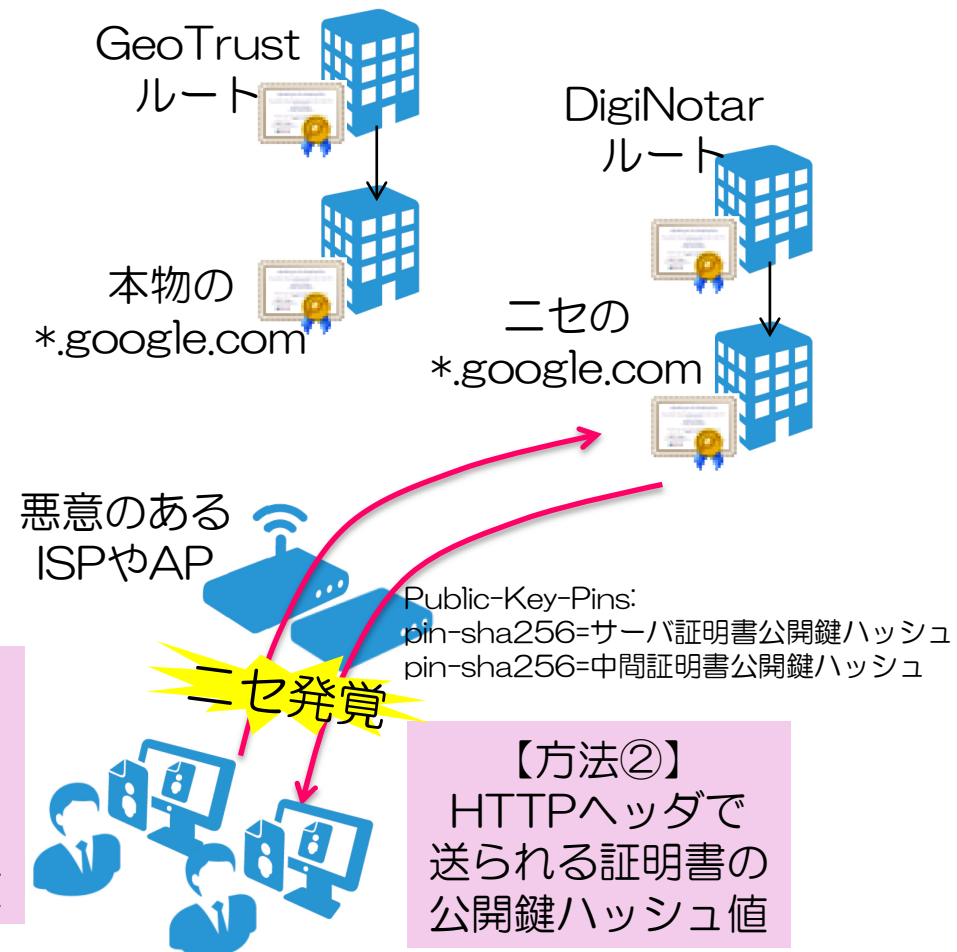 GeoTrust
ルート
DigiNotar
ルート
本物の
*.google.com
ニセの
*.google.com
悪意のある
ISPやAP
Public-Key-Pins:
pin-sha256=サーバ証明書公開鍵ハッシュ
pin-sha256=中間証明書公開鍵ハッシュ
ニセ発覚
【方法②】
HTTPヘッダで
送られる証明書の
公開鍵ハッシュ値